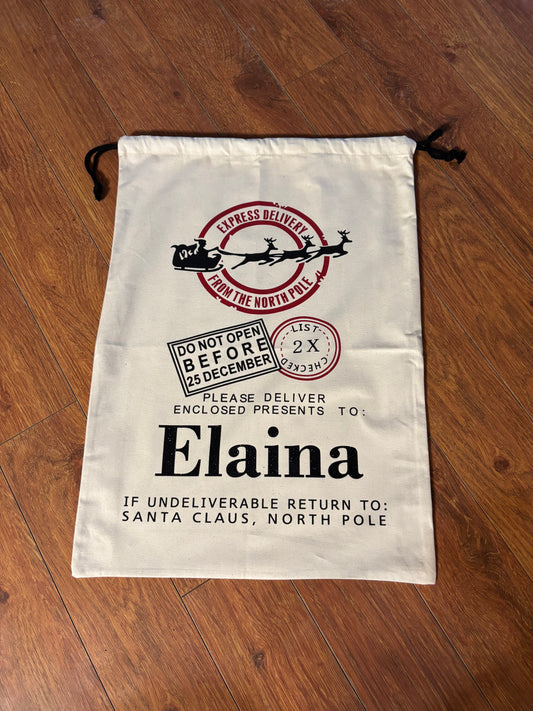 EXPRESS DELIVERY
FROM THE NORTH POLE
DO NOT OPEN
BEFORE
25 DECEMBER
LIST
2X
CHECKED
PLEASE DELIVER
ENCLOSED PRESENTS TO:
Elaina
IF UNDELIVERABLE RETURN TO:
SANTA CLAUS, NORTH POLE